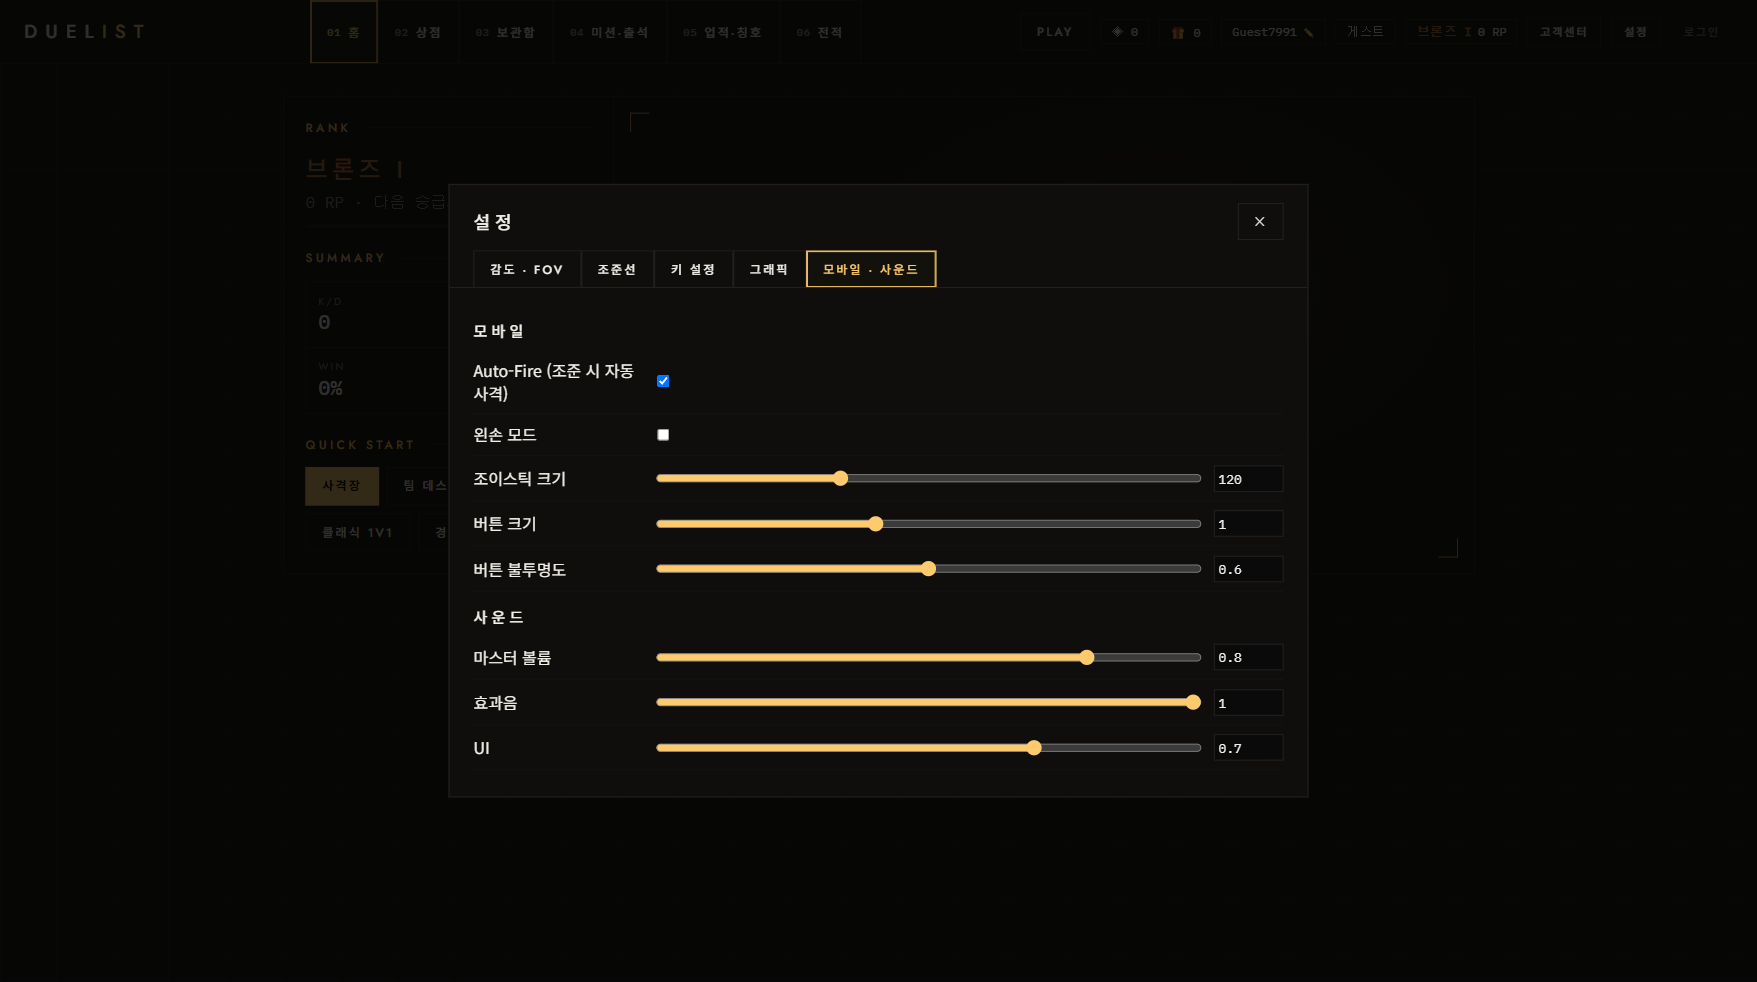 DUELIST
01 홈
02 상점
03 보관함
04 미션·출석
05 업적·칭호
06 전적
PLAY
◈ 0
0
Guest7991
게스트
브론즈 I 0 RP
고객센터
설정
로그인
RANK
브론즈 I
0 RP · 다음 승급
SUMMARY
K/D
0
WIN
0%
QUICK START
사격장
팀 데스
클래식 1V1
경
설정
×
감도 · FOV
조준선
키 설정
그래픽
모바일 · 사운드
모바일
Auto-Fire (조준 시 자동
사격)
왼손 모드
조이스틱 크기
120
버튼 크기
1
버튼 불투명도
0.6
사운드
마스터 볼륨
0.8
효과음
1
UI
0.7